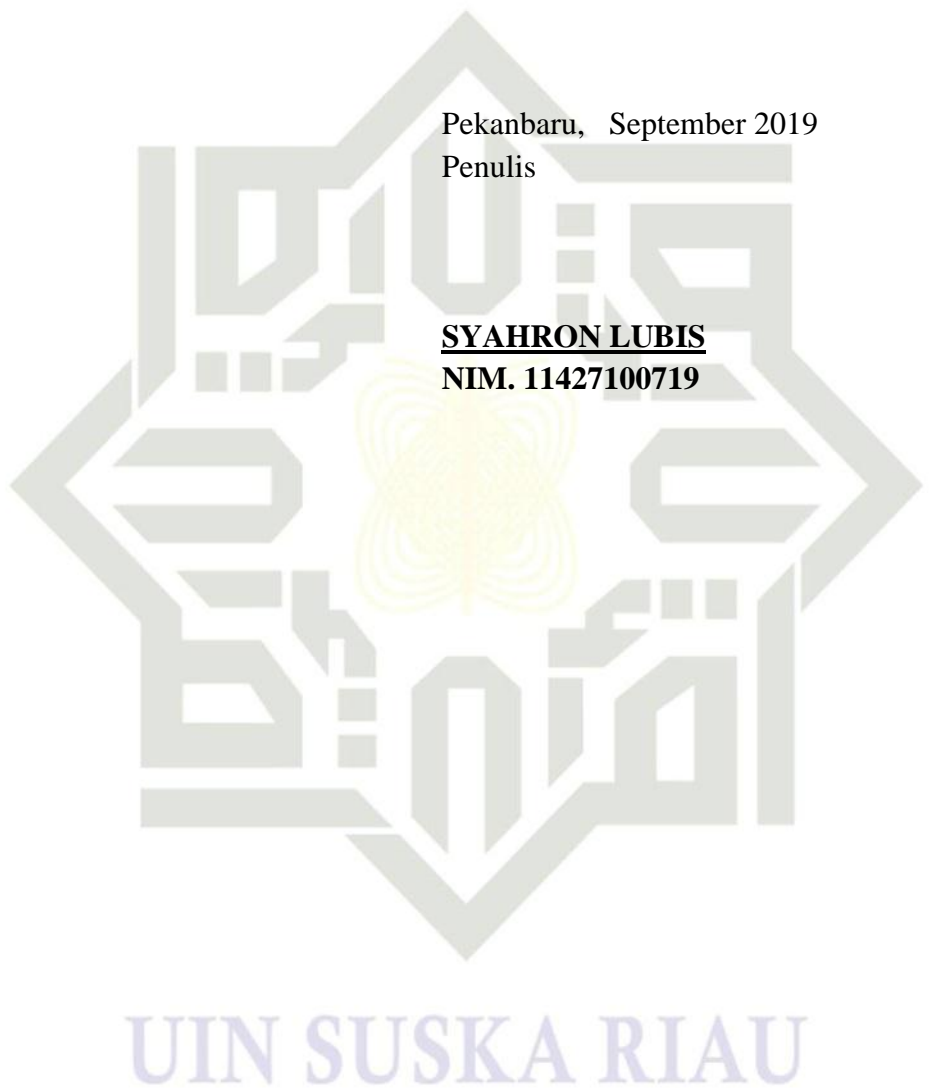 Pekanbaru, September 2019
Penulis
SYAHRON LUBIS
NIM. 11427100719
UIN SUSKA RIAU